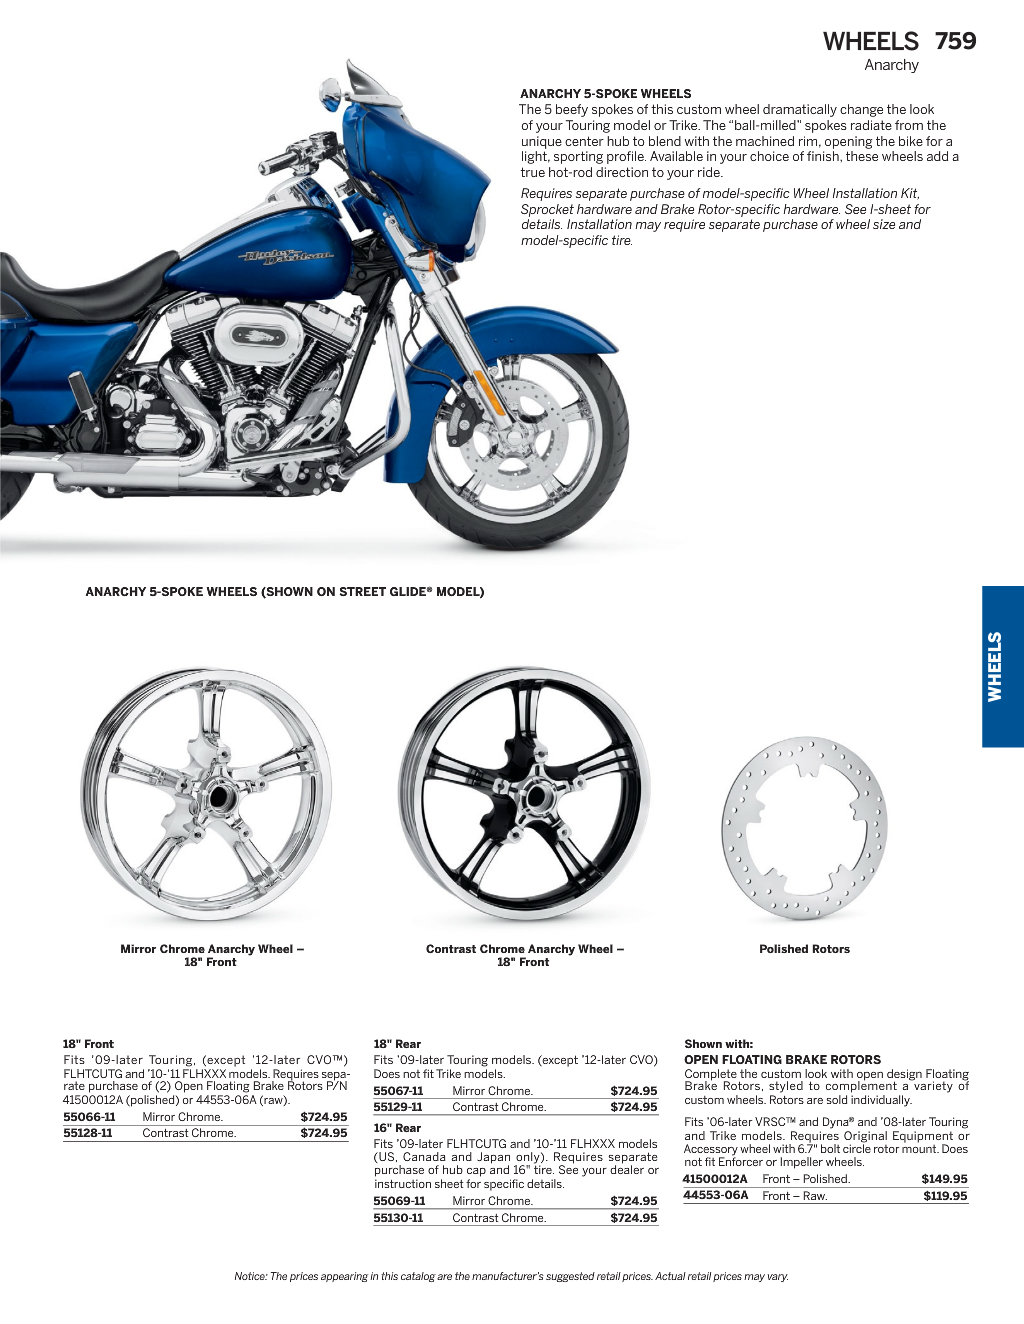 WHEELS 759
Anarchy
ANARCHY 5-SPOKE WHEELS
The 5 beefy spokes of this custom wheel dramatically change the look
of your Touring model or Trike. The “ball-milled” spokes radiate from the
unique center hub to blend with the machined rim, opening the bike for a
light, sporting profile. Available in your choice of finish, these wheels add a
true hot-rod direction to your ride.
Requires separate purchase of model-specific Wheel Installation Kit,
Sprocket hardware and Brake Rotor-specific hardware. See I-sheet for
details. Installation may require separate purchase of wheel size and
model-specific tire.
Harley-Davidson
ANARCHY 5-SPOKE WHEELS (SHOWN ON STREET GLIDE® MODEL)
WHEELS
Mirror Chrome Anarchy Wheel –
18" Front
Contrast Chrome Anarchy Wheel –
18" Front
Polished Rotors
18" Front
Fits ‘09-later Touring, (except '12-later CVO™)
FLHTCUTG and ’10-’11 FLHXXX models. Requires sepa-
rate purchase of (2) Open Floating Brake Rotors P/N
41500012A (polished) or 44553-06A (raw).
55066-11 Mirror Chrome. $724.95
55128-11 Contrast Chrome. $724.95
18" Rear
Fits ’09-later Touring models. (except ’12-later CVO)
Does not fit Trike models.
55067-11 Mirror Chrome. $724.95
55129-11 Contrast Chrome. $724.95
16" Rear
Fits ’09-later FLHTCUTG and ’10-’11 FLHXXX models
(US, Canada and Japan only). Requires separate
purchase of hub cap and 16" tire. See your dealer or
instruction sheet for specific details.
55069-11 Mirror Chrome. $724.95
55130-11 Contrast Chrome. $724.95
Shown with:
OPEN FLOATING BRAKE ROTORS
Complete the custom look with open design Floating
Brake Rotors, styled to complement a variety of
custom wheels. Rotors are sold individually.
Fits ’06-later VRSC™ and Dyna® and ’08-later Touring
and Trike models. Requires Original Equipment or
Accessory wheel with 6.7" bolt circle rotor mount. Does
not fit Enforcer or Impeller wheels.
41500012A Front – Polished. $149.95
44553-06A Front – Raw. $119.95
Notice: The prices appearing in this catalog are the manufacturer’s suggested retail prices. Actual retail prices may vary.